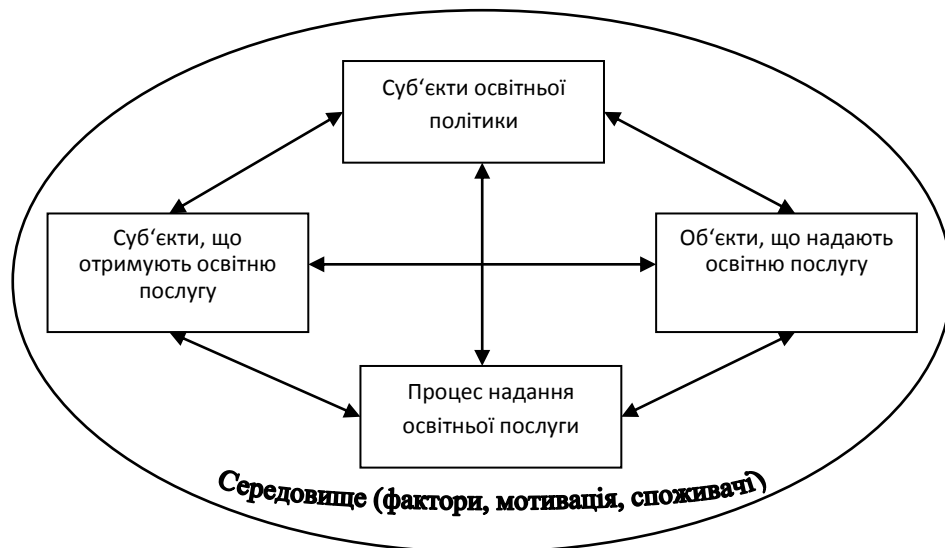 Суб‘єкти освітньої
політики
Суб‘єкти, що
отримують освітню
послугу
Об‘єкти, що надають
освітню послугу
Процес надання
освітньої послуги
Середовище (фактори, мотивація, споживачі)